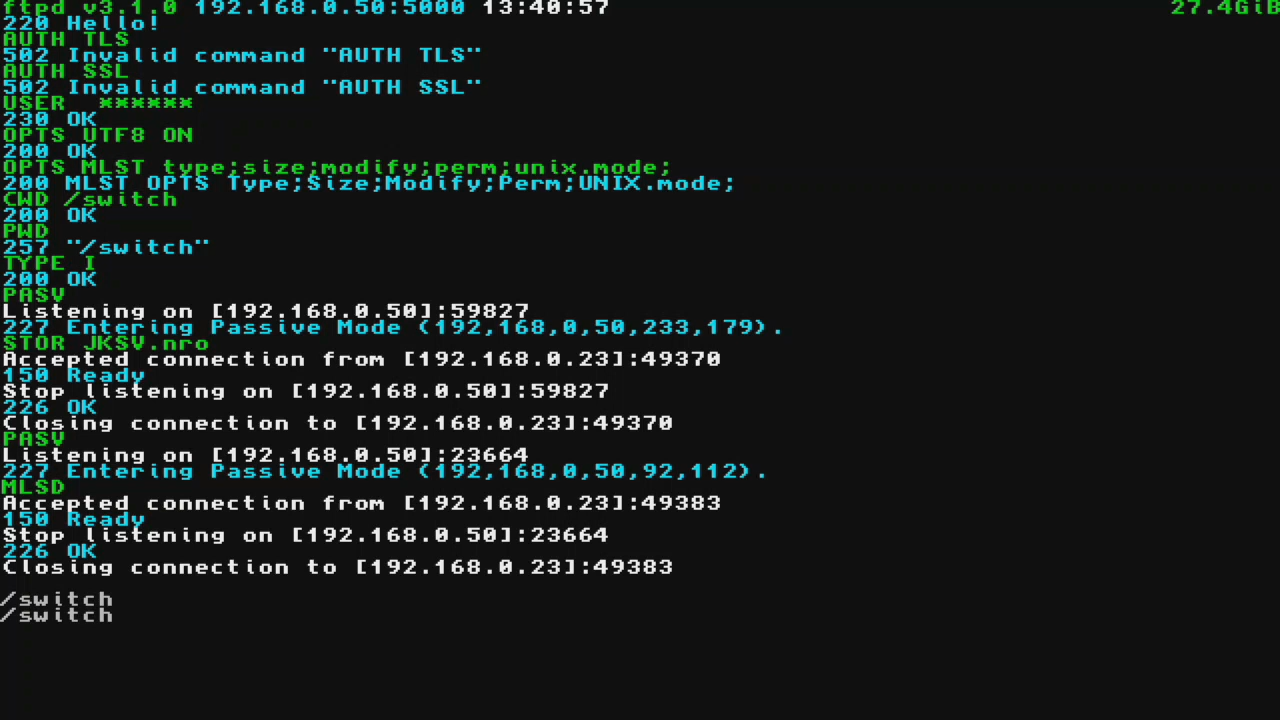 ftpd v3.1.0 192.168.0.50:5000 13:40:57 27.4GiB
220 Hello!
AUTH TLS
502 Invalid command "AUTH TLS"
AUTH SSL
502 Invalid command "AUTH SSL"
USER ******
230 OK
OPTS UTF8 ON
200 OK
OPTS MLST type;size;modify;perm;unix.mode;
200 MLST OPTS Type;Size;Modify;Perm;UNIX.mode;
CWD /switch
200 OK
PWD
257 "/switch"
TYPE I
200 OK
PASV
Listening on [192.168.0.50]:59827
227 Entering Passive Mode (192,168,0,50,233,179).
STOR JKSV.nro
Accepted connection from [192.168.0.23]:49370
150 Ready
Stop listening on [192.168.0.50]:59827
226 OK
Closing connection to [192.168.0.23]:49370
PASV
Listening on [192.168.0.50]:23664
227 Entering Passive Mode (192,168,0,50,92,112).
MLSD
Accepted connection from [192.168.0.23]:49383
150 Ready
Stop listening on [192.168.0.50]:23664
226 OK
Closing connection to [192.168.0.23]:49383
/switch
/switch